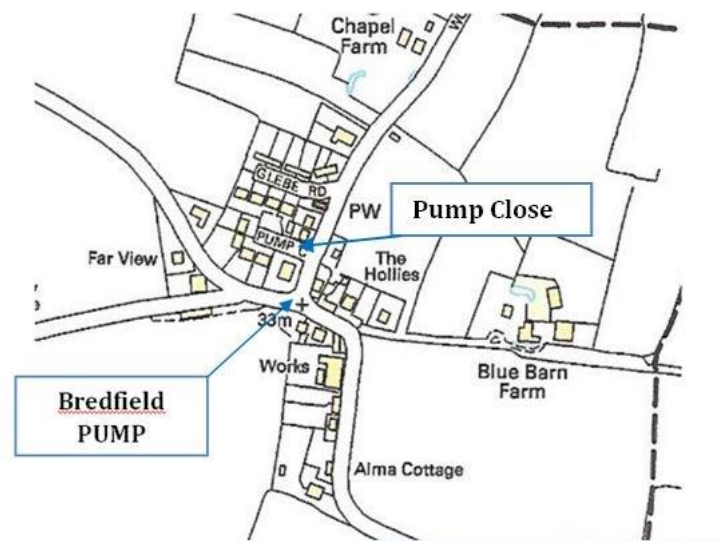 Chapel
Farm
GLEBE RD
PW
Pump Close
PUMP
Far View
The
Hollies
33m
Works
Blue Barn
Farm
Bredfield
PUMP
Alma Cottage